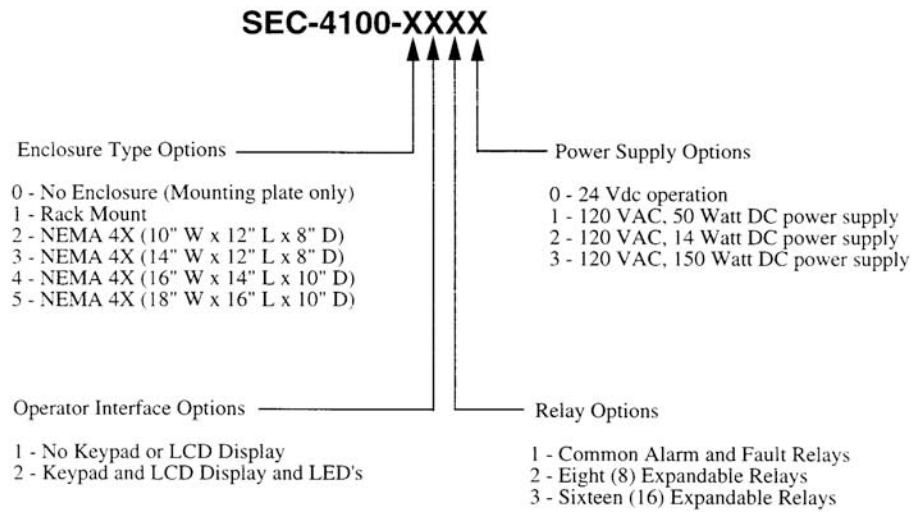 SEC-4100-XXXX
Enclosure Type Options
0 - No Enclosure (Mounting plate only)
1 - Rack Mount
2 - NEMA 4X (10" W x 12" L x 8" D)
3 - NEMA 4X (14" W x 12" L x 8" D)
4 - NEMA 4X (16" W x 14" L x 10" D)
5 - NEMA 4X (18" W x 16" L x 10" D)
Power Supply Options
0 - 24 Vdc operation
1 - 120 VAC, 50 Watt DC power supply
2 - 120 VAC, 14 Watt DC power supply
3 - 120 VAC, 150 Watt DC power supply
Operator Interface Options
1 - No Keypad or LCD Display
2 - Keypad and LCD Display and LED's
Relay Options
1 - Common Alarm and Fault Relays
2 - Eight (8) Expandable Relays
3 - Sixteen (16) Expandable Relays